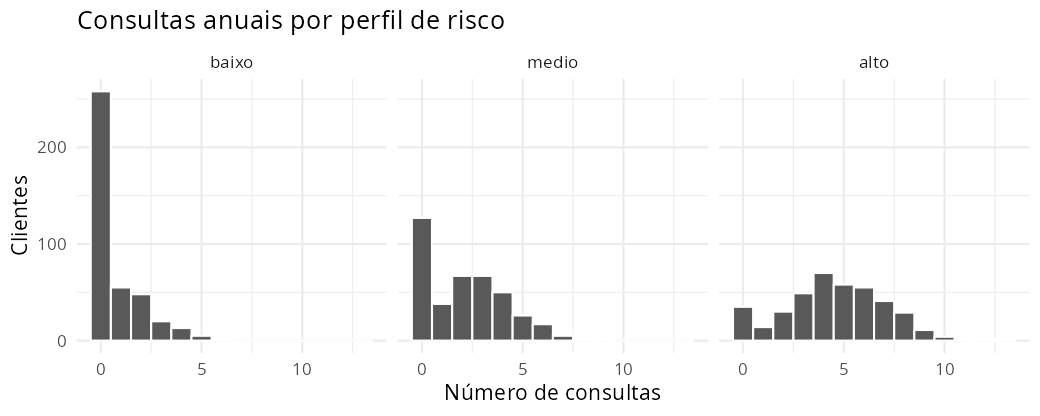 Consultas anuais por perfil de risco
baixo
medio
alto
Clientes
200
100
0
0 5 10
0 5 10
0 5 10
Número de consultas